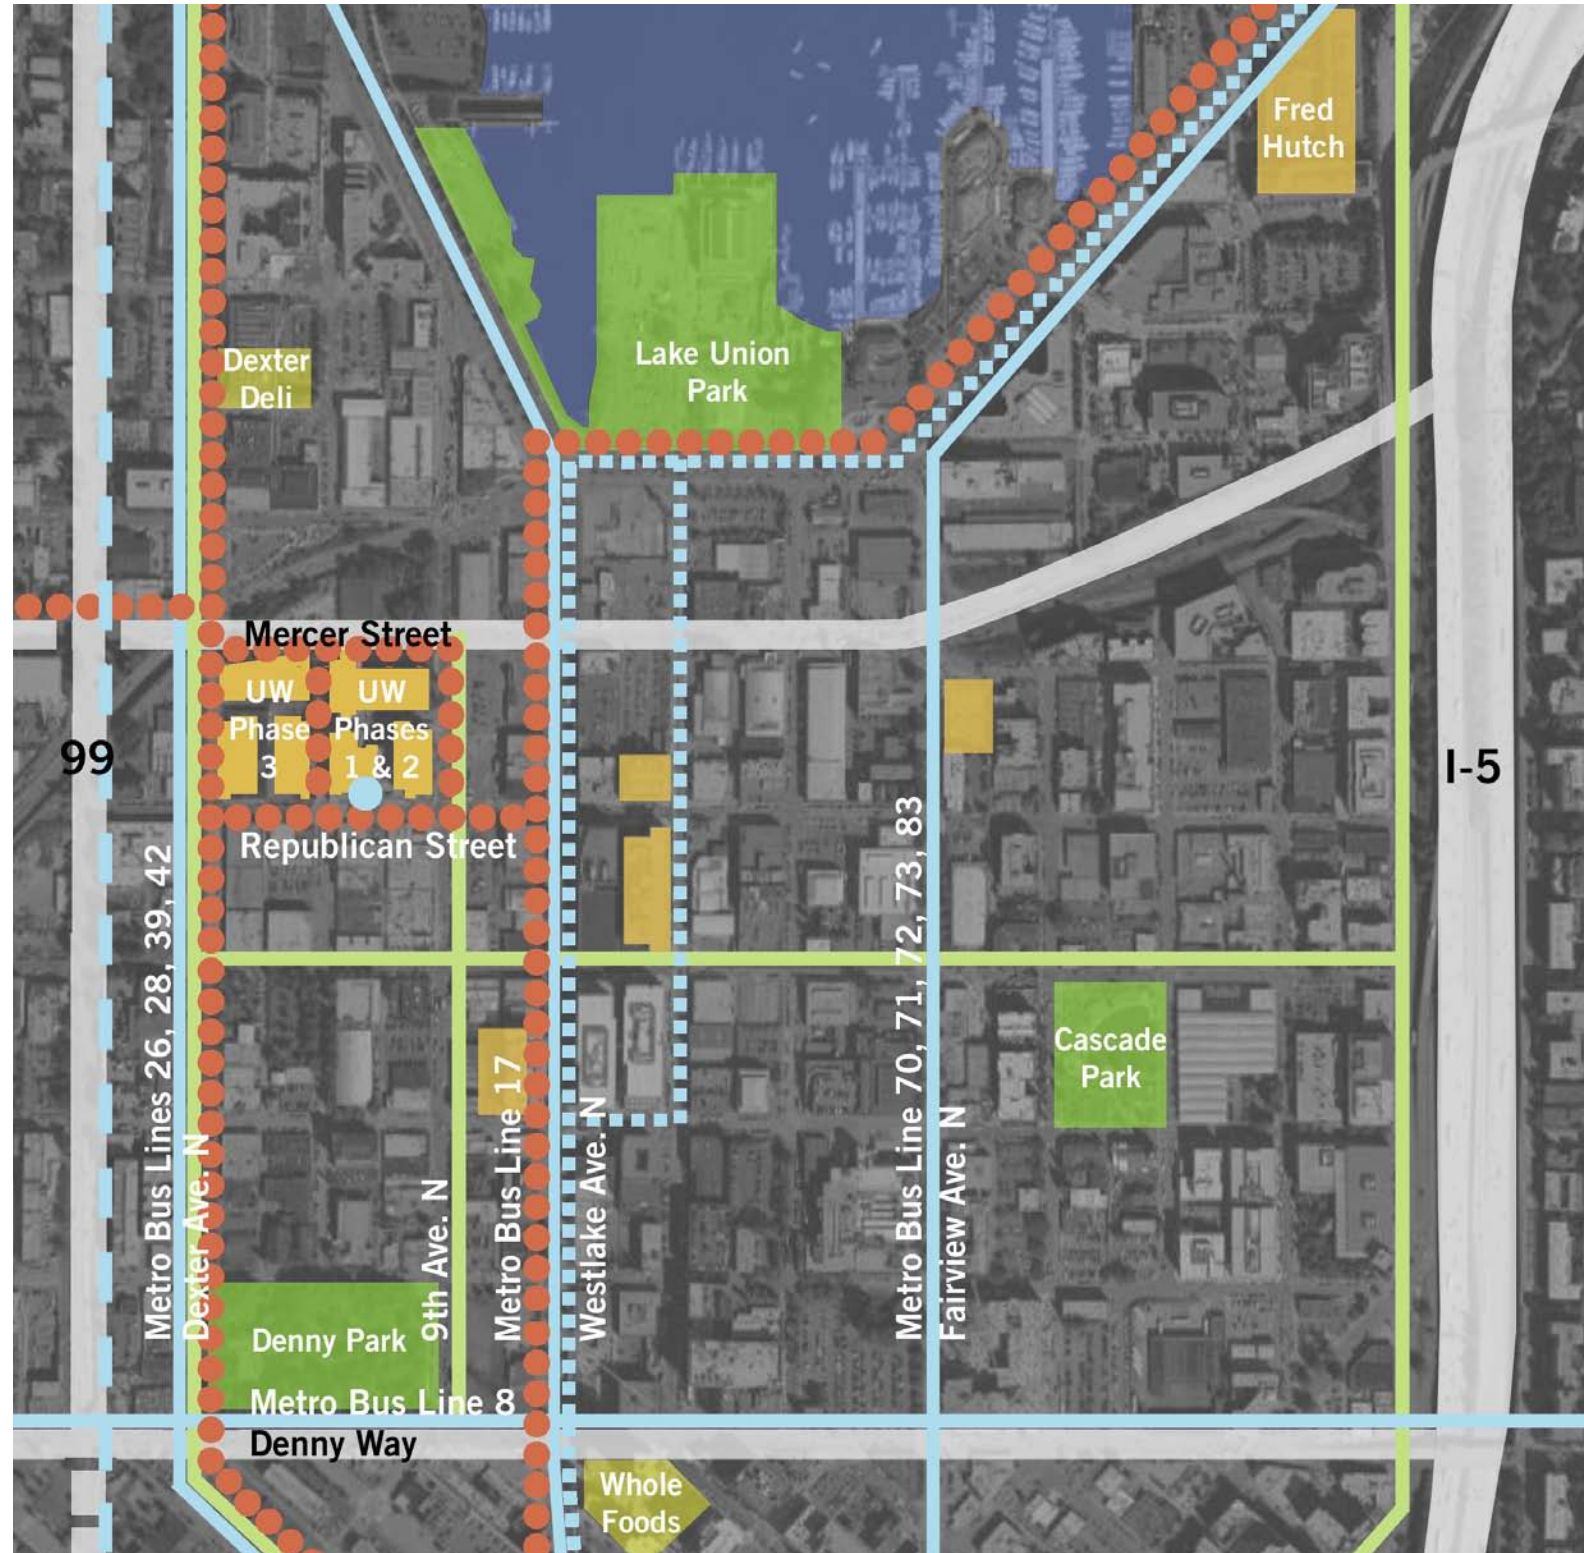 Fred
Hutch
Dexter
Deli
Lake Union
Park
Mercer Street
UW
Phase
3
UW
Phases
1 & 2
99
I-5
Republican Street
Metro Bus Lines 26, 28, 39, 42
Dexter Ave. N
9th Ave. N
Metro Bus Line 17
Westlake Ave. N
Metro Bus Line 70, 71, 72, 73, 83
Fairview Ave. N
Cascade
Park
Denny Park
Metro Bus Line 8
Denny Way
Whole
Foods